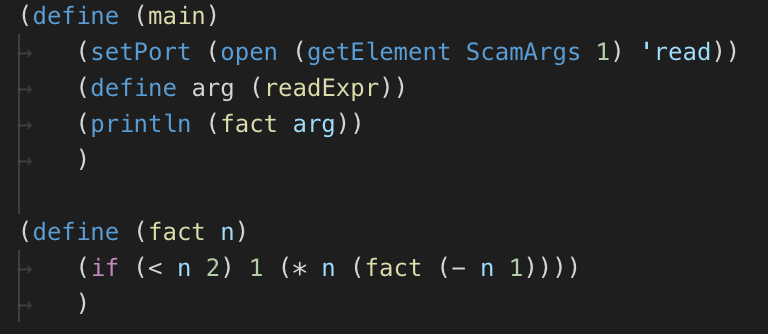 (define (main)
    (setPort (open (getElement ScamArgs 1) 'read))
    (define arg (readExpr))
    (println (fact arg))
    )

(define (fact n)
    (if (< n 2) 1 (* n (fact (- n 1))))
    )